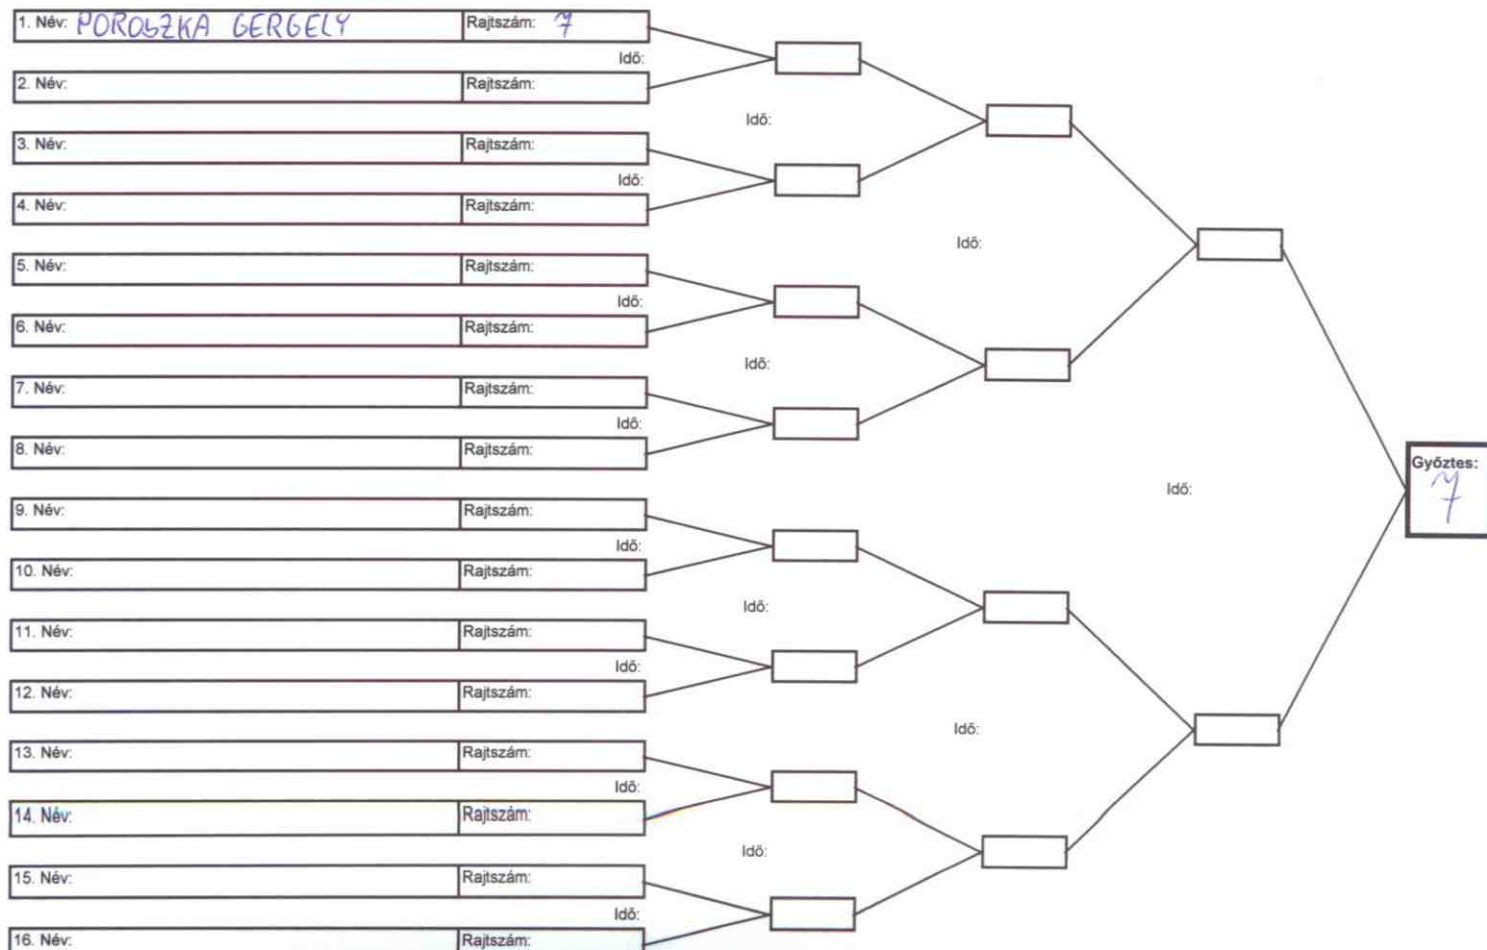 1. Név: POROSZKA GERGELY Rajtszám: 7
Idő:
2. Név: Rajtszám:
Idő:
3. Név: Rajtszám:
Idő:
4. Név: Rajtszám:
Idő:
5. Név: Rajtszám:
Idő:
6. Név: Rajtszám:
Idő:
7. Név: Rajtszám:
Idő:
8. Név: Rajtszám:
Győztes:
7
Idő:
9. Név: Rajtszám:
Idő:
10. Név: Rajtszám:
Idő:
11. Név: Rajtszám:
Idő:
12. Név: Rajtszám:
Idő:
13. Név: Rajtszám:
Idő:
14. Név: Rajtszám:
Idő:
15. Név: Rajtszám:
Idő:
16. Név: Rajtszám: